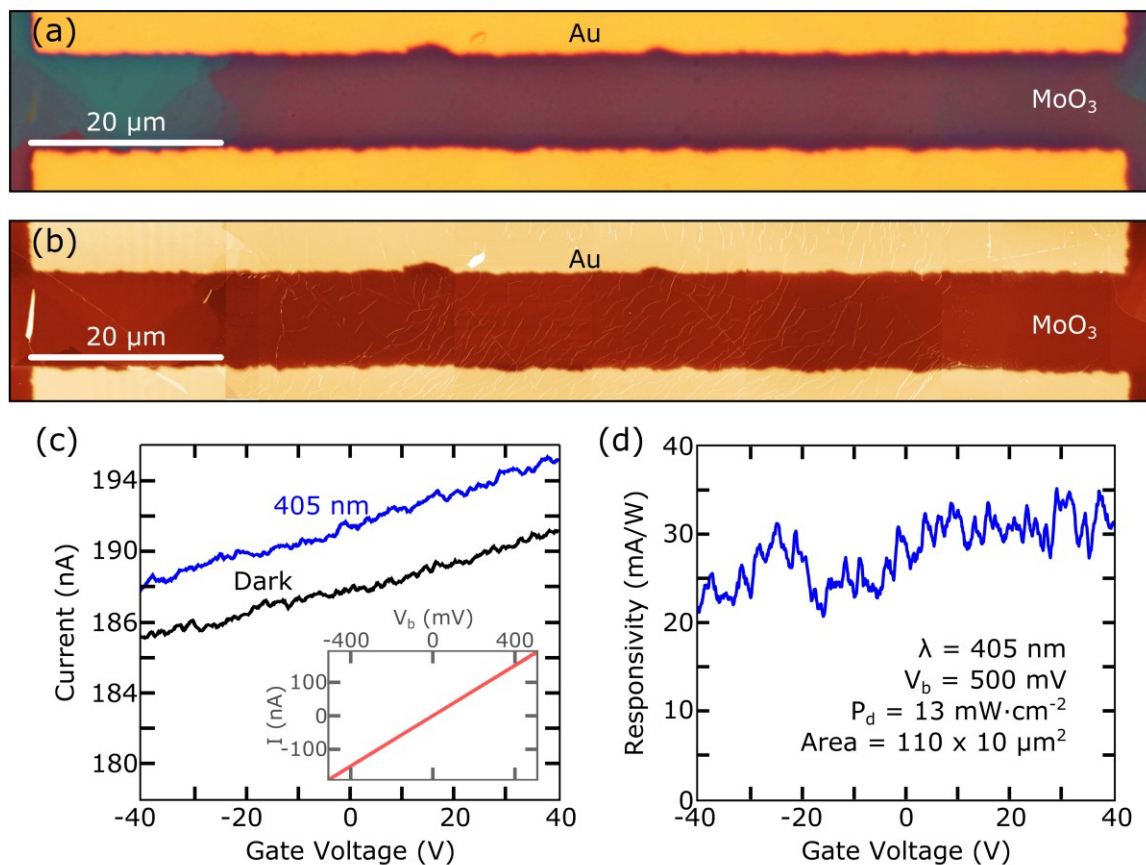 (a)
Au
MoO₃
20 μm
(b)
Au
MoO₃
20 μm
(c)
Current (nA)
194
190
186
184
182
180
405 nm
Dark
V_b (mV)
-400 0 400
I (nA)
100
0
-100
-40 -20 0 20 40
Gate Voltage (V)
(d)
Responsivity (mA/W)
40
30
20
10
0
λ = 405 nm
V_b = 500 mV
P_d = 13 mW·cm⁻²
Area = 110 x 10 μm²
-40 -20 0 20 40
Gate Voltage (V)